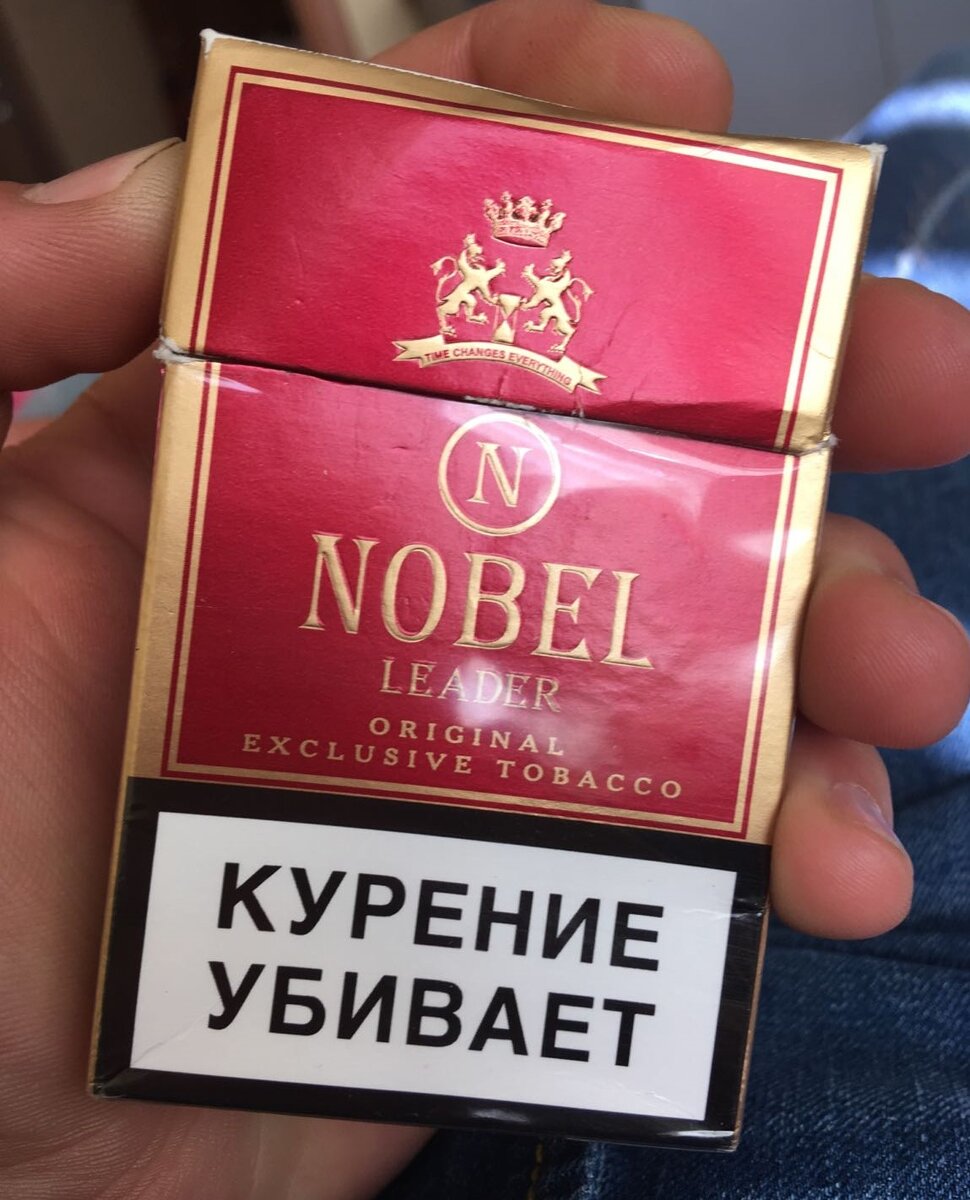 TIME CHANGES EVERYTHING
N
NOBEL
LEADER
ORIGINAL
EXCLUSIVE TOBACCO
КУРЕНИЕ
УБИВАЕТ